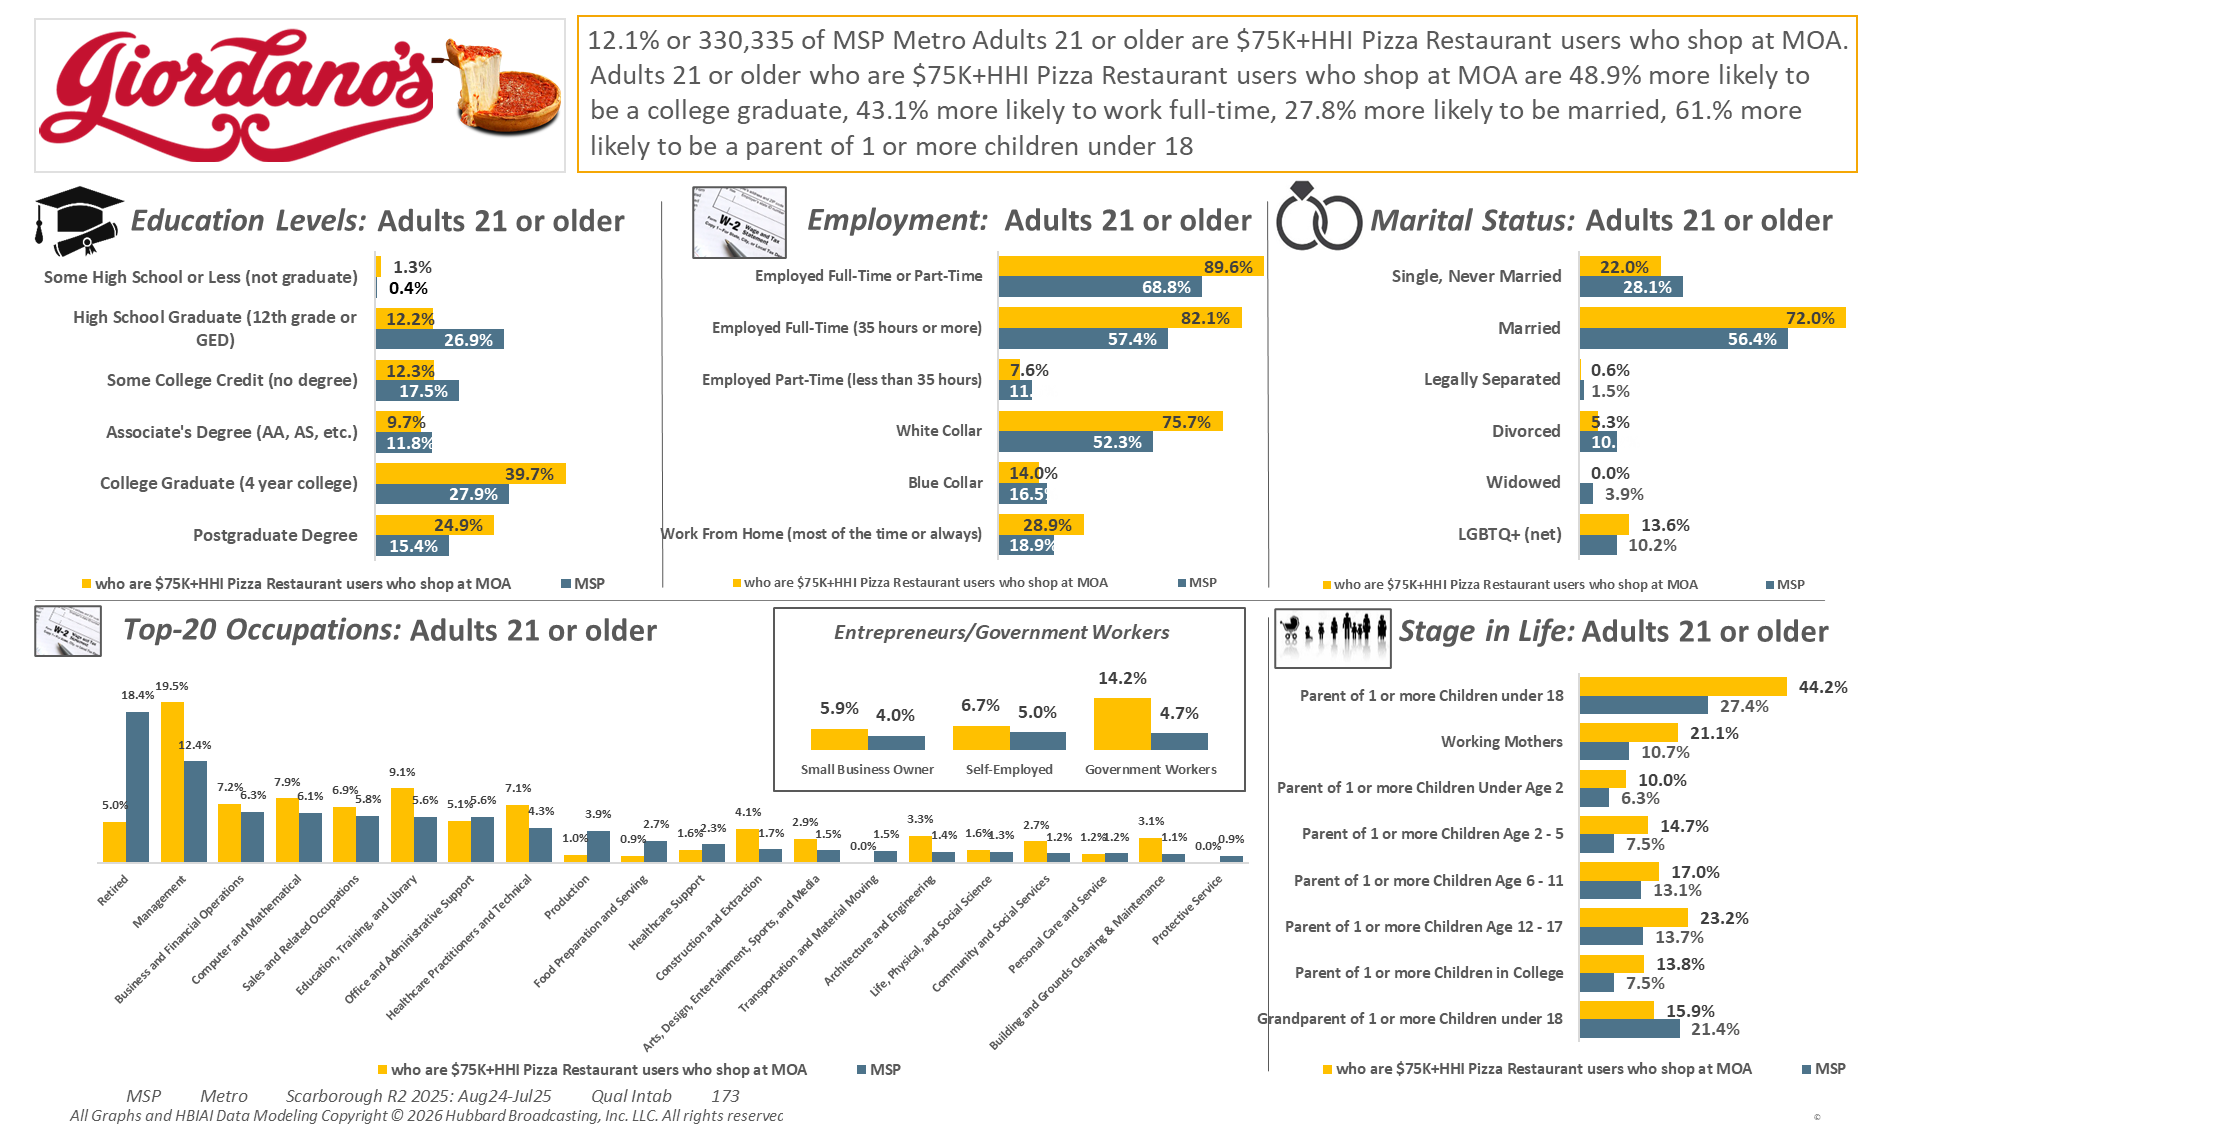 Giordano's
12.1% or 330,335 of MSP Metro Adults 21 or older are $75K+HHI Pizza Restaurant users who shop at MOA.
Adults 21 or older who are $75K+HHI Pizza Restaurant users who shop at MOA are 48.9% more likely to
be a college graduate, 43.1% more likely to work full-time, 27.8% more likely to be married, 61.% more
likely to be a parent of 1 or more children under 18
Education Levels: Adults 21 or older
Some High School or Less (not graduate)
1.3%
0.4%
High School Graduate (12th grade or
GED)
12.2%
26.9%
Some College Credit (no degree)
12.3%
17.5%
Associate's Degree (AA, AS, etc.)
9.7%
11.8%
College Graduate (4 year college)
39.7%
27.9%
Postgraduate Degree
24.9%
15.4%
who are $75K+HHI Pizza Restaurant users who shop at MOA
MSP
W-2 Wage and Tax
Statement
Employment: Adults 21 or older
Employed Full-Time or Part-Time
89.6%
68.8%
Employed Full-Time (35 hours or more)
82.1%
57.4%
Employed Part-Time (less than 35 hours)
7.6%
11.
White Collar
75.7%
52.3%
Blue Collar
14.0%
16.5%
Work From Home (most of the time or always)
28.9%
18.9%
who are $75K+HHI Pizza Restaurant users who shop at MOA
MSP
Marital Status: Adults 21 or older
Single, Never Married
22.0%
28.1%
Married
72.0%
56.4%
Legally Separated
0.6%
1.5%
Divorced
5.3%
10.
Widowed
0.0%
3.9%
LGBTQ+ (net)
13.6%
10.2%
who are $75K+HHI Pizza Restaurant users who shop at MOA
MSP
W-2
Top-20 Occupations: Adults 21 or older
5.0% 18.4%
19.5% 12.4%
7.2% 6.3%
7.9% 6.1%
6.9% 5.8%
9.1% 5.6%
5.1% 5.6%
7.1% 4.3%
1.0% 3.9%
0.9% 2.7%
1.6% 2.3%
4.1% 1.7%
2.9% 1.5%
0.0% 1.5%
3.3% 1.4%
1.6% 1.3%
2.7% 1.2%
1.2% 1.2%
3.1% 1.1%
0.0% 0.9%
Retired
Management
Business and Financial Operations
Computer and Mathematical
Sales and Related Occupations
Education, Training, and Library
Office and Administrative Support
Healthcare Practitioners and Technical
Production
Food Preparation and Serving
Healthcare Support
Construction and Extraction
Arts, Design, Entertainment, Sports, and Media
Transportation and Material Moving
Architecture and Engineering
Life, Physical, and Social Science
Community and Social Services
Personal Care and Service
Building and Grounds Cleaning & Maintenance
Protective Service
who are $75K+HHI Pizza Restaurant users who shop at MOA
MSP
Entrepreneurs/Government Workers
5.9% 4.0%
6.7% 5.0%
14.2% 4.7%
Small Business Owner
Self-Employed
Government Workers
Stage in Life: Adults 21 or older
Parent of 1 or more Children under 18
44.2%
27.4%
Working Mothers
21.1%
10.7%
Parent of 1 or more Children Under Age 2
10.0%
6.3%
Parent of 1 or more Children Age 2 - 5
14.7%
7.5%
Parent of 1 or more Children Age 6 - 11
17.0%
13.1%
Parent of 1 or more Children Age 12 - 17
23.2%
13.7%
Parent of 1 or more Children in College
13.8%
7.5%
Grandparent of 1 or more Children under 18
15.9%
21.4%
who are $75K+HHI Pizza Restaurant users who shop at MOA
MSP
MSP Metro Scarborough R2 2025: Aug24-Jul25 Qual Intab 173
All Graphs and HBIAI Data Modeling Copyright © 2026 Hubbard Broadcasting, Inc. LLC. All rights reserved
©